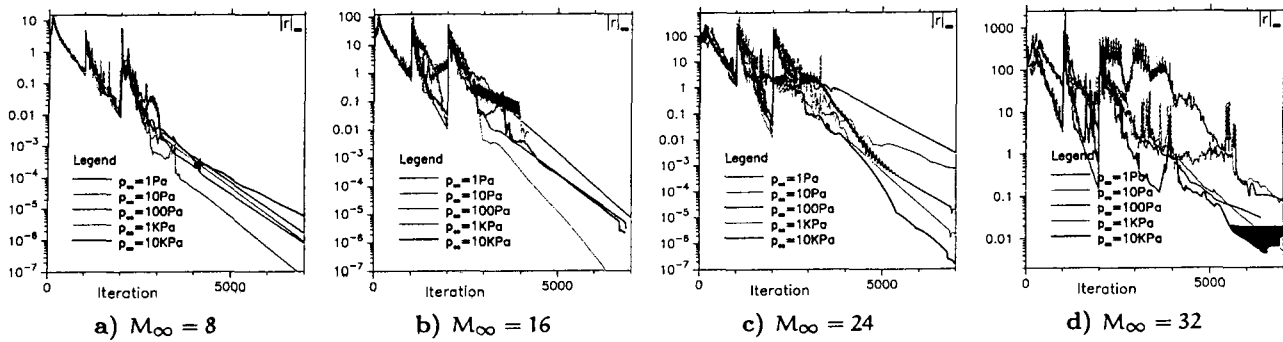 10
1
0.1
0.01
10⁻³
10⁻⁴
10⁻⁵
10⁻⁶
10⁻⁷
|r|∞
Legend
p∞=1Pa
p∞=10Pa
p∞=100Pa
p∞=1KPa
p∞=10KPa
0
5000
Iteration
a) M∞ = 8
100
10
1
0.1
0.01
10⁻³
10⁻⁴
10⁻⁵
10⁻⁶
10⁻⁷
|r|∞
Legend
p∞=1Pa
p∞=10Pa
p∞=100Pa
p∞=1KPa
p∞=10KPa
0
5000
Iteration
b) M∞ = 16
100
10
1
0.1
0.01
10⁻³
10⁻⁴
10⁻⁵
10⁻⁶
10⁻⁷
|r|∞
Legend
p∞=1Pa
p∞=10Pa
p∞=100Pa
p∞=1KPa
p∞=10KPa
0
5000
Iteration
c) M∞ = 24
1000
100
10
1
0.1
0.01
|r|∞
Legend
p∞=1Pa
p∞=10Pa
p∞=100Pa
p∞=1KPa
p∞=10KPa
0
5000
Iteration
d) M∞ = 32